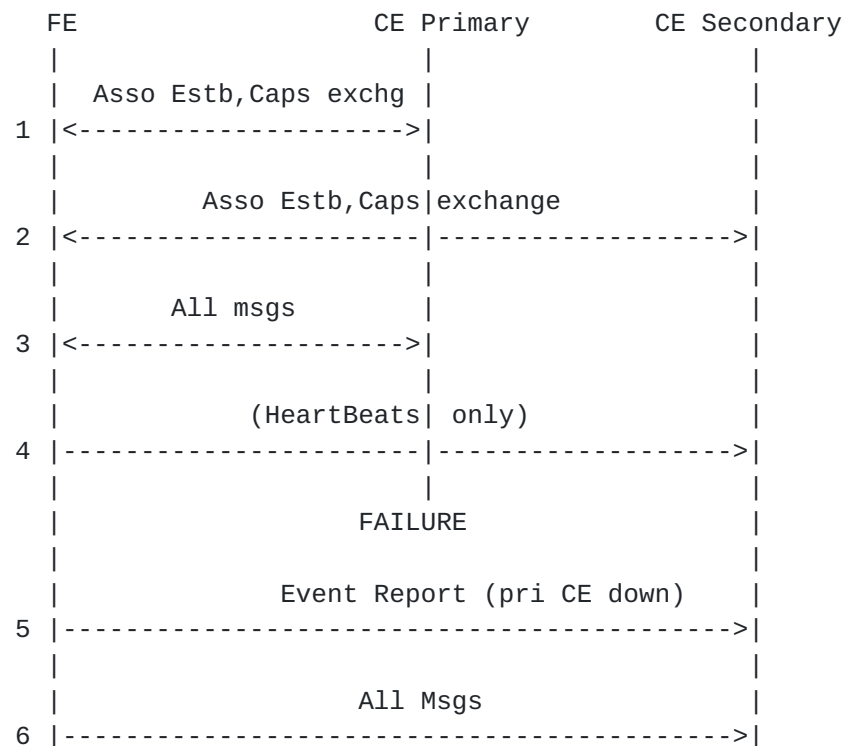 FE CE Primary CE Secondary
Asso Estb,Caps exchg
1
Asso Estb,Caps exchange
2
All msgs
3
(HeartBeats only)
4
FAILURE
Event Report (pri CE down)
5
All Msgs
6